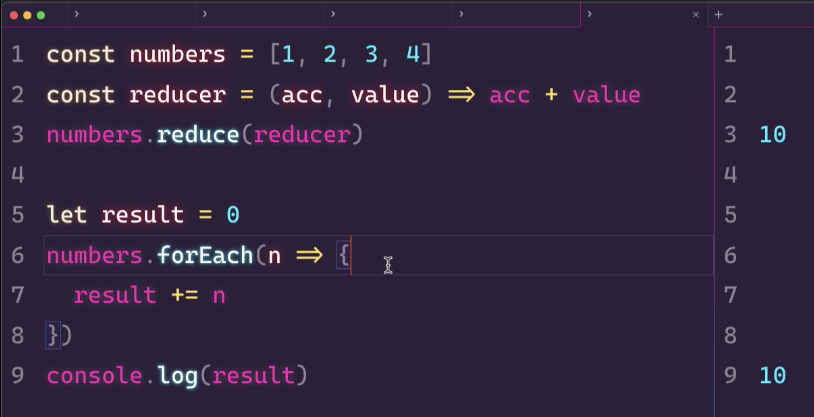 › › › › › × +
1 const numbers = [1, 2, 3, 4] 1
2 const reducer = (acc, value) => acc + value 2
3 numbers.reduce(reducer) 3 10
4 4
5 let result = 0 5
6 numbers.forEach(n => { 6
7   result += n 7
8 }) 8
9 console.log(result) 9 10